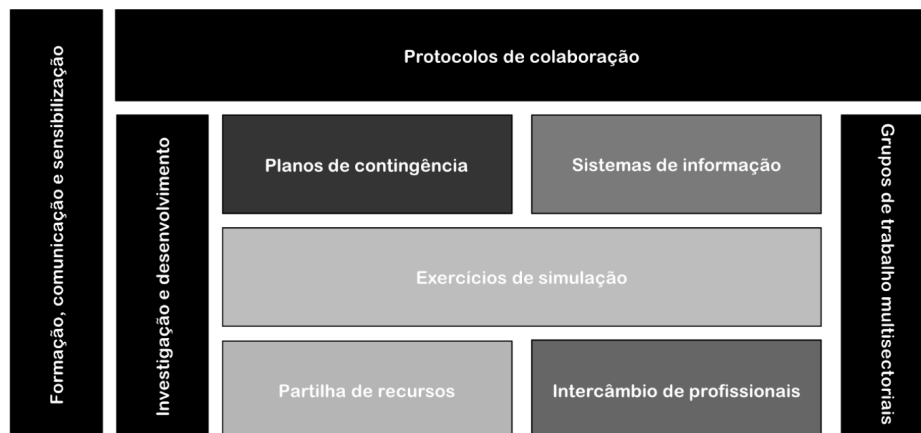 Formação, comunicação e sensibilização
Protocolos de colaboração
Investigação e desenvolvimento
Planos de contingência
Sistemas de informação
Grupos de trabalho multisectoriais
Exercícios de simulação
Partilha de recursos
Intercâmbio de profissionais